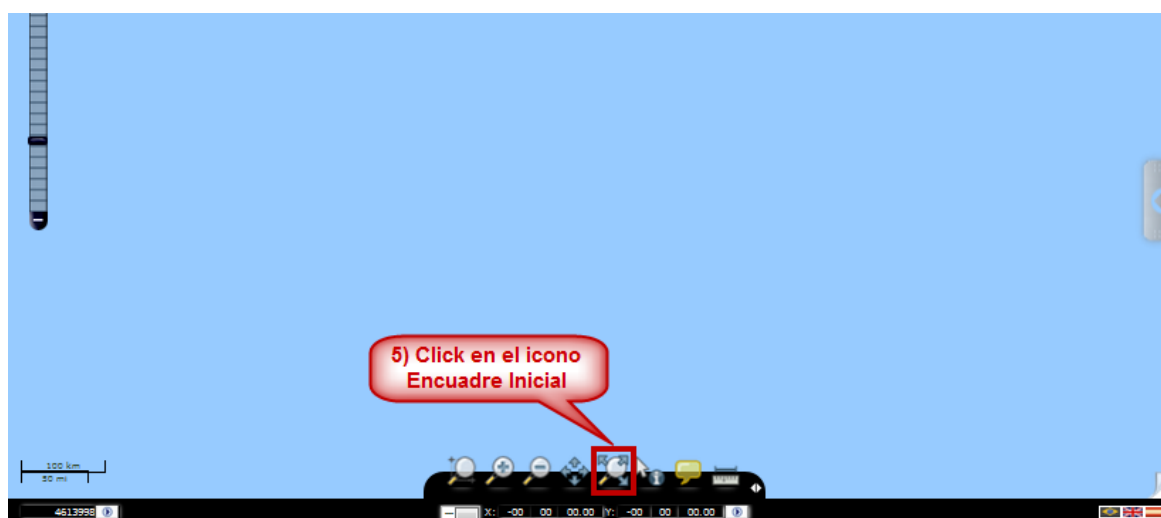 5) Click en el icono
Encuadre Inicial
100 km
50 mi
4613998
X: -00 00 00.00 Y: -00 00 00.00